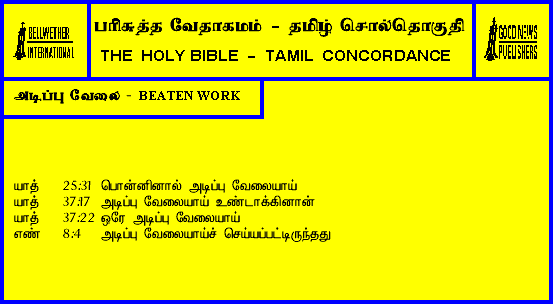 BELLWETHER
INTERNATIONAL
பரிசுத்த வேதாகமம் - தமிழ் சொல்தொகுதி
THE HOLY BIBLE - TAMIL CONCORDANCE
GOOD NEWS
PUBLISHERS
அடிப்பு வேலை - BEATEN WORK
யாத் 25:31 பொன்னினால் அடிப்பு வேலையாய்
யாத் 37:17 அடிப்பு வேலையாய் உண்டாக்கினான்
யாத் 37:22 ஒரே அடிப்பு வேலையாய்
எண் 8:4 அடிப்பு வேலையாய்ச் செய்யப்பட்டிருந்தது